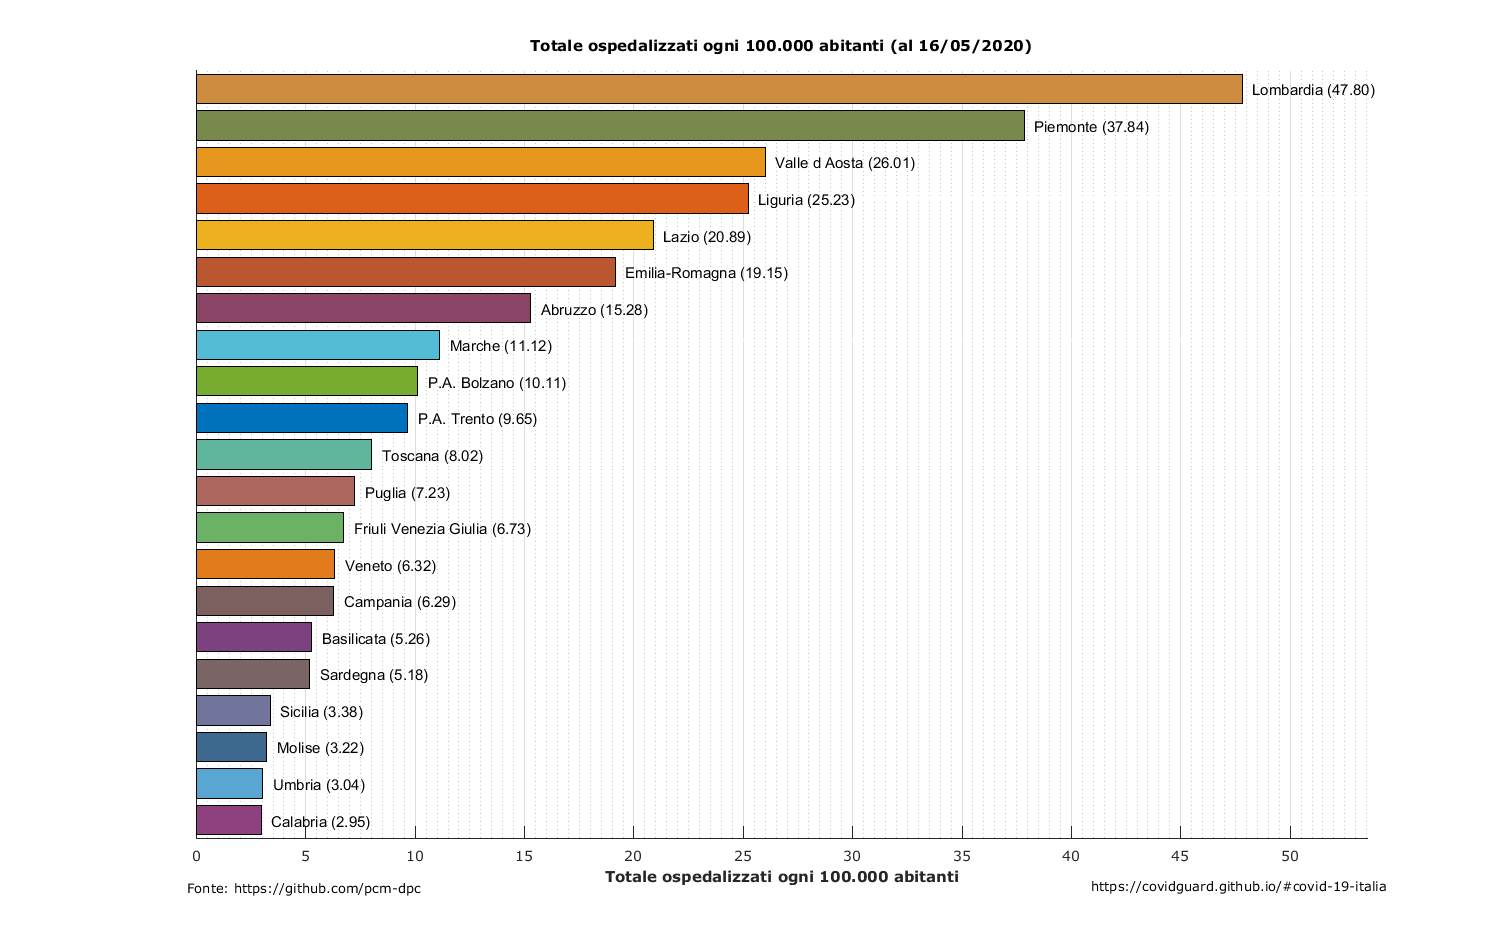 Totale ospedalizzati ogni 100.000 abitanti (al 16/05/2020)
Lombardia (47.80)
Piemonte (37.84)
Valle d Aosta (26.01)
Liguria (25.23)
Lazio (20.89)
Emilia-Romagna (19.15)
Abruzzo (15.28)
Marche (11.12)
P.A. Bolzano (10.11)
P.A. Trento (9.65)
Toscana (8.02)
Puglia (7.23)
Friuli Venezia Giulia (6.73)
Veneto (6.32)
Campania (6.29)
Basilicata (5.26)
Sardegna (5.18)
Sicilia (3.38)
Molise (3.22)
Umbria (3.04)
Calabria (2.95)
0 5 10 15 20 25 30 35 40 45 50
Totale ospedalizzati ogni 100.000 abitanti
Fonte: https://github.com/pcm-dpc
https://covidguard.github.io/#covid-19-italia